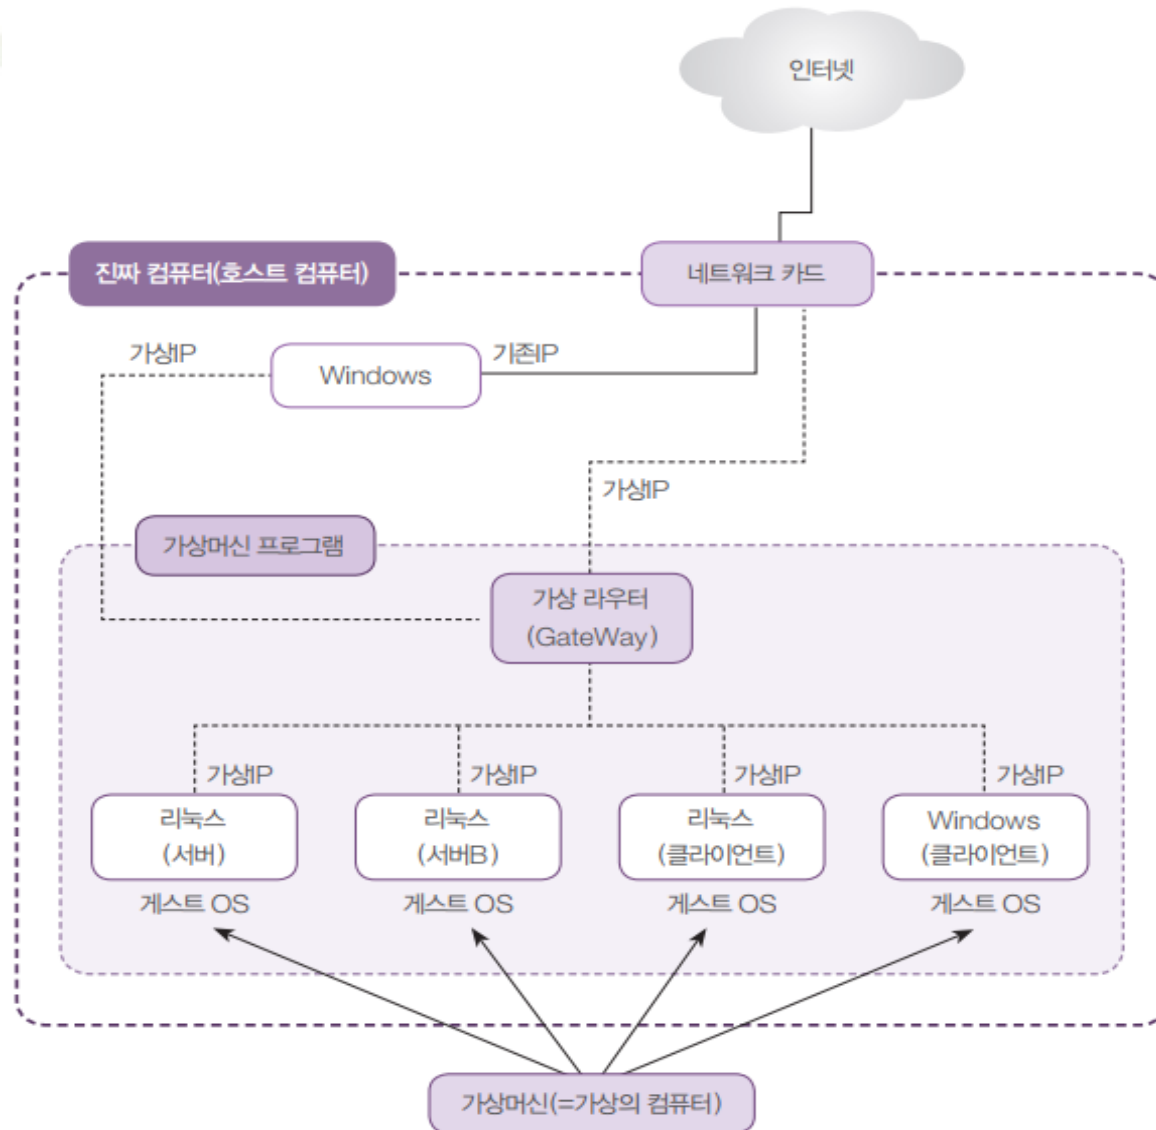 인터넷
진짜 컴퓨터(호스트 컴퓨터)
네트워크 카드
가상IP
Windows
기존IP
가상IP
가상머신 프로그램
가상 라우터
(GateWay)
가상IP
가상IP
가상IP
가상IP
리눅스
(서버)
리눅스
(서버B)
리눅스
(클라이언트)
Windows
(클라이언트)
게스트 OS
게스트 OS
게스트 OS
게스트 OS
가상머신(=가상의 컴퓨터)